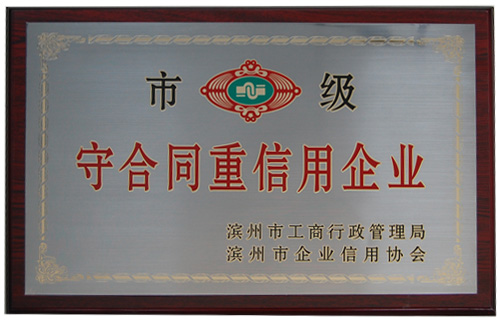 市 级
守合同重信用企业
滨州市工商行政管理局
滨州市企业信用协会